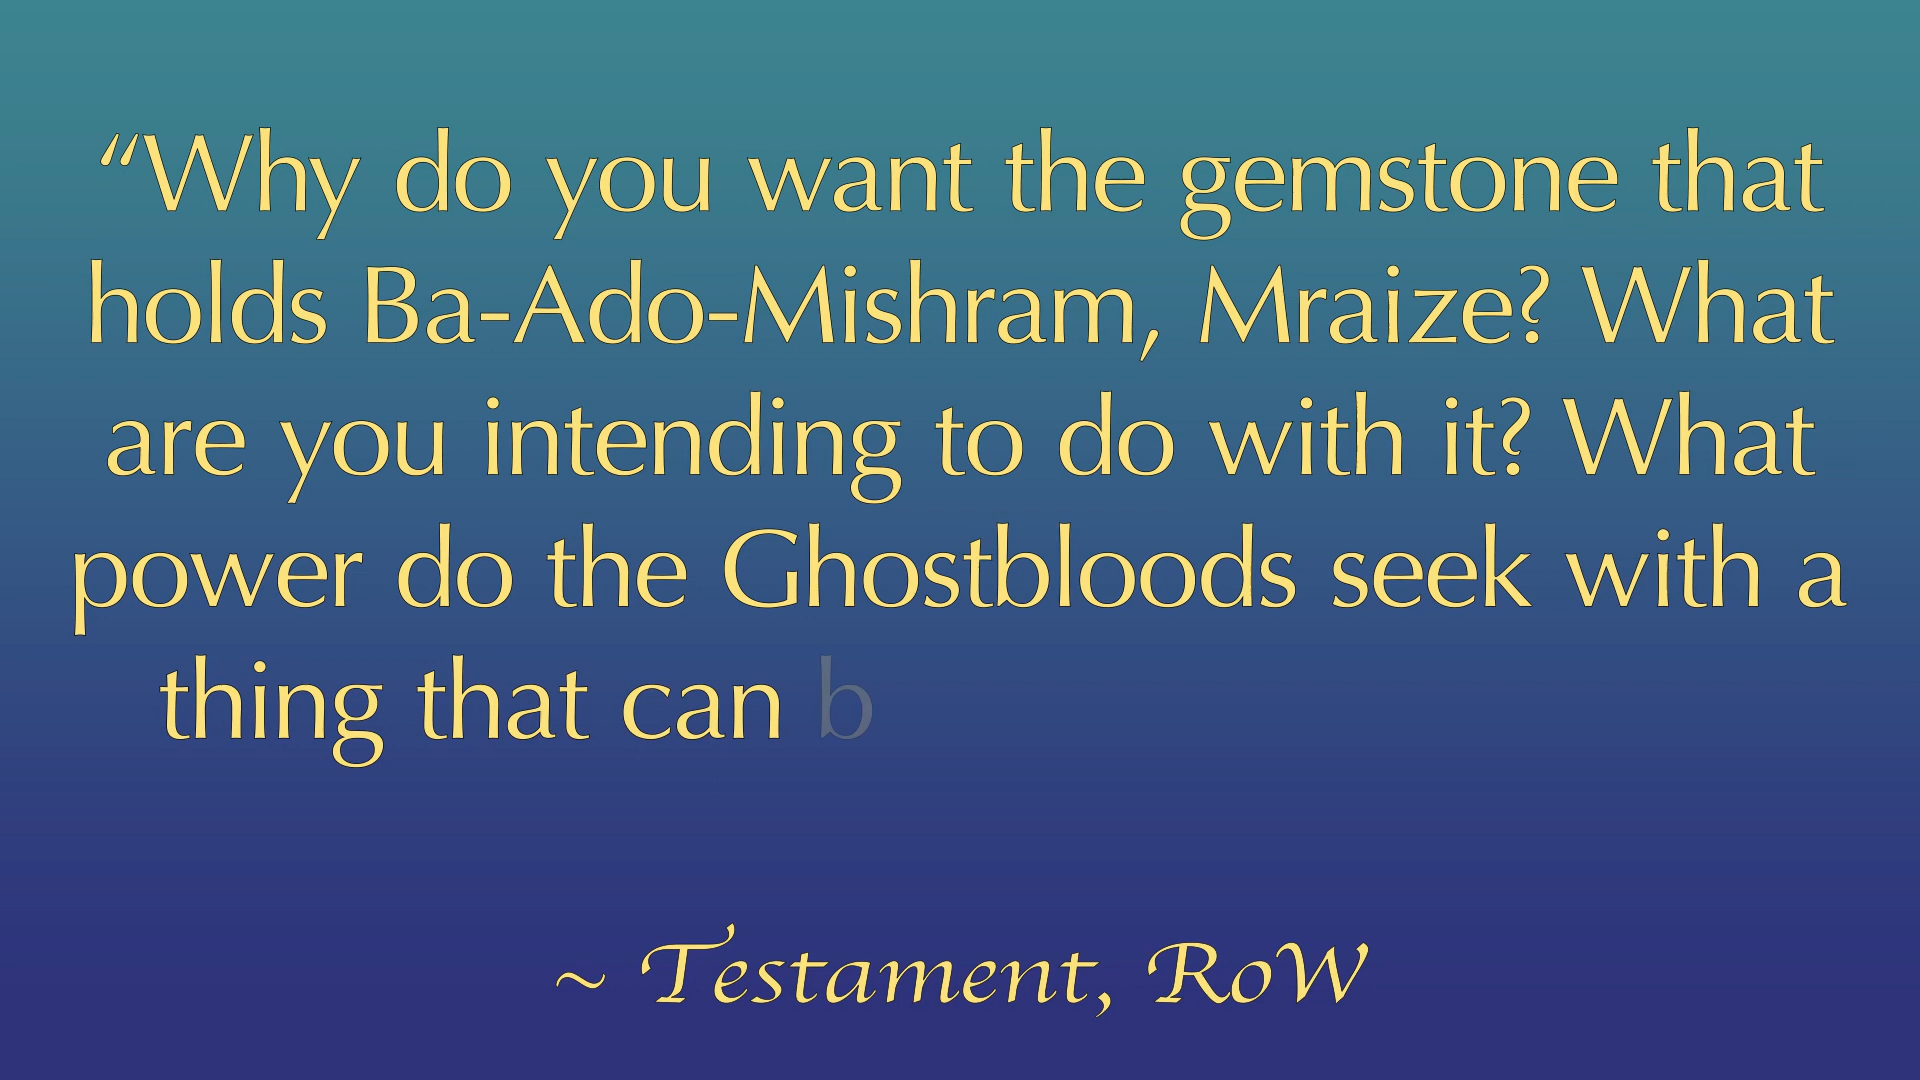 “Why do you want the gemstone that
holds Ba-Ado-Mishram, Mraize? What
are you intending to do with it? What
power do the Ghostbloods seek with a
thing that can b
~ Testament, RoW